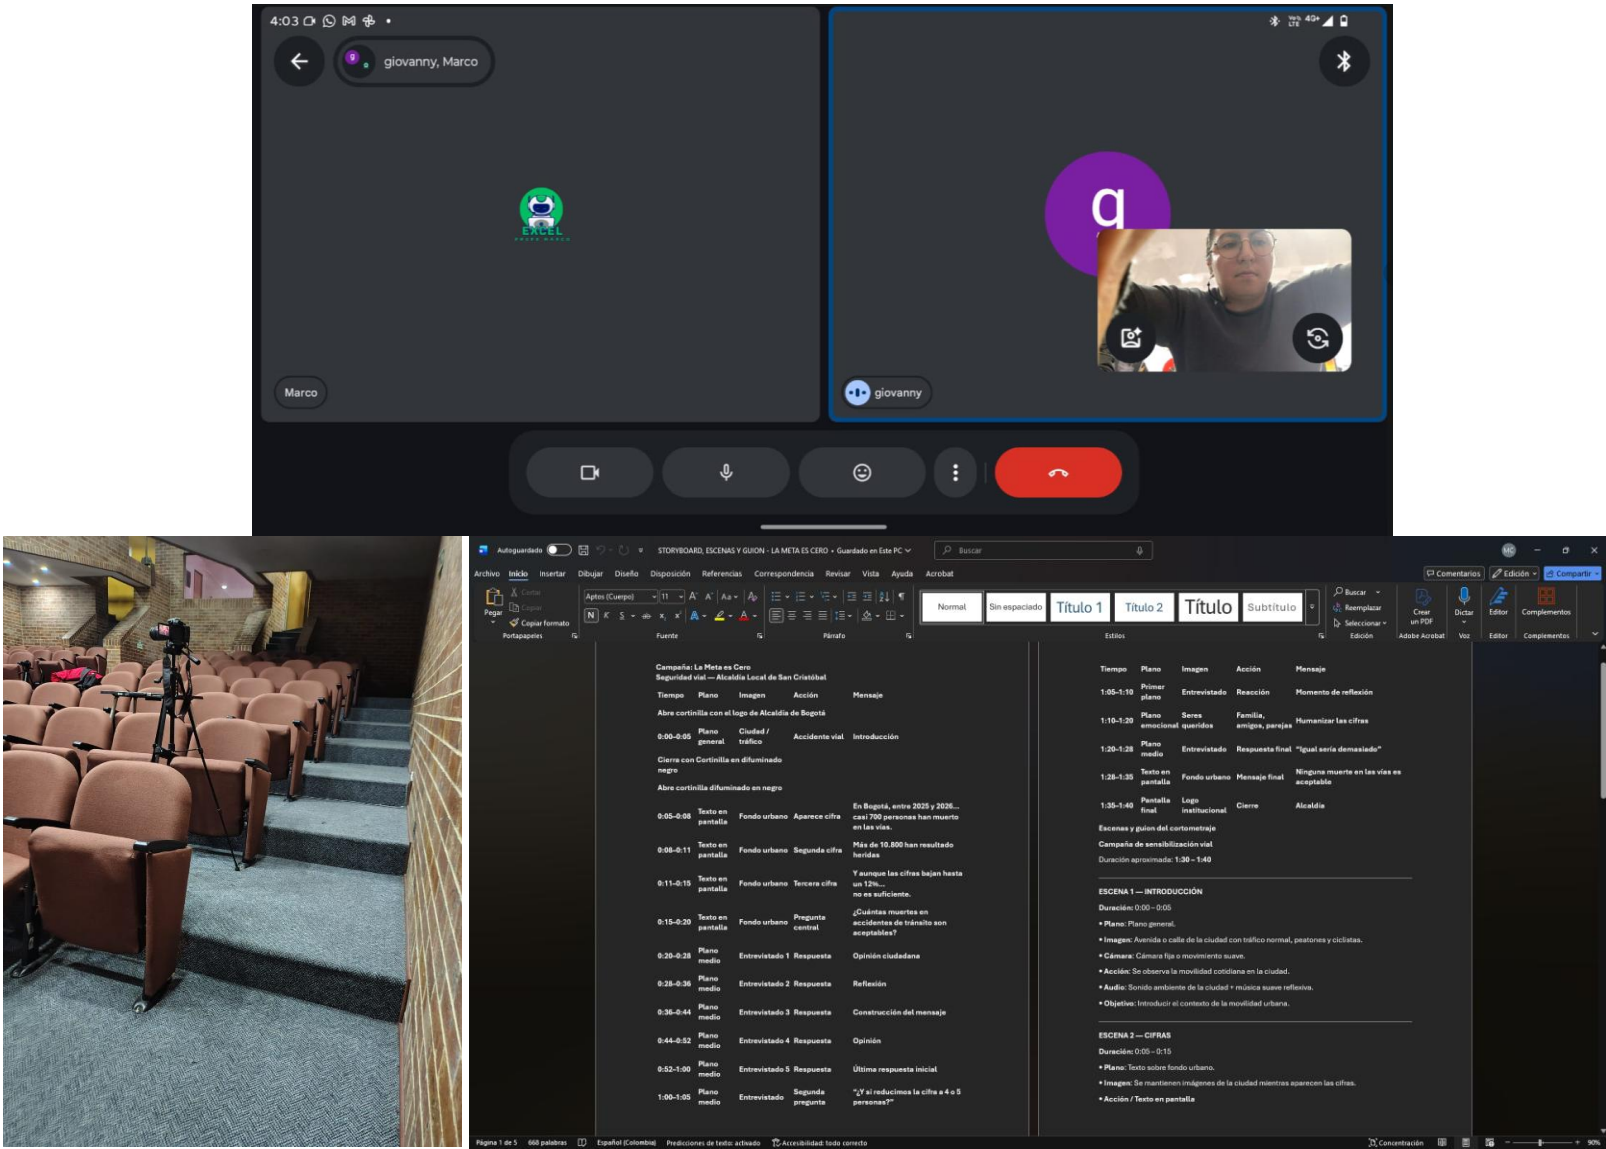 4:03
VoLTE 4G+
giovanny, Marco
g
EXCEL
g
Marco
giovanny
Autoguardado
STORYBOARD, ESCENAS Y GUION - LA META ES CERO • Guardado en Este PC
Buscar
MC
Archivo Inicio Insertar Dibujar Diseño Disposición Referencias Correspondencia Revisar Vista Ayuda Acrobat
Comentarios Edición Compartir
Pegar
Cortar
Copiar
Copiar formato
Portapapeles
Aptos (Cuerpo) 11
Fuente
Párrafo
Normal Sin espaciado Título 1 Título 2 Título Subtítulo
Estilos
Buscar
Reemplazar
Seleccionar
Edición
Crear un PDF
Adobe Acrobat
Dictar
Voz
Editor
Editor
Complementos
Complementos
Campaña: La Meta es Cero
Seguridad vial — Alcaldía Local de San Cristóbal
Tiempo Plano Imagen Acción Mensaje
Abre cortinilla con el logo de Alcaldía de Bogotá
0:00–0:05 Plano general Ciudad / tráfico Accidente vial Introducción
Cierra con Cortinilla en difuminado
negro
Abre cortinilla difuminado en negro
0:05–0:08 Texto en pantalla Fondo urbano Aparece cifra En Bogotá, entre 2025 y 2026... casi 700 personas han muerto en las vías.
0:08–0:11 Texto en pantalla Fondo urbano Segunda cifra Más de 10.800 han resultado heridas
0:11–0:15 Texto en pantalla Fondo urbano Tercera cifra Y aunque las cifras bajan hasta un 12%... no es suficiente.
0:15–0:20 Texto en pantalla Fondo urbano Pregunta central ¿Cuántas muertes en accidentes de tránsito son aceptables?
0:20–0:28 Plano medio Entrevistado 1 Respuesta Opinión ciudadana
0:28–0:36 Plano medio Entrevistado 2 Respuesta Reflexión
0:36–0:44 Plano medio Entrevistado 3 Respuesta Construcción del mensaje
0:44–0:52 Plano medio Entrevistado 4 Respuesta Opinión
0:52–1:00 Plano medio Entrevistado 5 Respuesta Última respuesta inicial
1:00–1:05 Plano medio Entrevistado Segunda pregunta "¿Y si reducimos la cifra a 4 o 5 personas?"
Tiempo Plano Imagen Acción Mensaje
1:05–1:10 Primer plano Entrevistado Reacción Momento de reflexión
1:10–1:20 Plano emocional Seres queridos Familia, amigos, parejas Humanizar las cifras
1:20–1:28 Plano medio Entrevistado Respuesta final "Igual sería demasiado"
1:28–1:35 Texto en pantalla Fondo urbano Mensaje final Ninguna muerte en las vías es aceptable
1:35–1:40 Pantalla final Logo institucional Cierre Alcaldía
Escenas y guion del cortometraje
Campaña de sensibilización vial
Duración aproximada: 1:30 – 1:40
ESCENA 1 — INTRODUCCIÓN
Duración: 0:00 – 0:05
• Plano: Plano general.
• Imagen: Avenida o calle de la ciudad con tráfico normal, peatones y ciclistas.
• Cámara: Cámara fija o movimiento suave.
• Acción: Se observa la movilidad cotidiana en la ciudad.
• Audio: Sonido ambiente de la ciudad + música suave reflexiva.
• Objetivo: Introducir el contexto de la movilidad urbana.
ESCENA 2 — CIFRAS
Duración: 0:05 – 0:15
• Plano: Texto sobre fondo urbano.
• Imagen: Se mantienen imágenes de la ciudad mientras aparecen las cifras.
• Acción / Texto en pantalla
Página 1 de 5 668 palabras Español (Colombia) Predicciones de texto: activado Accesibilidad: todo correcto
Concentración 90%